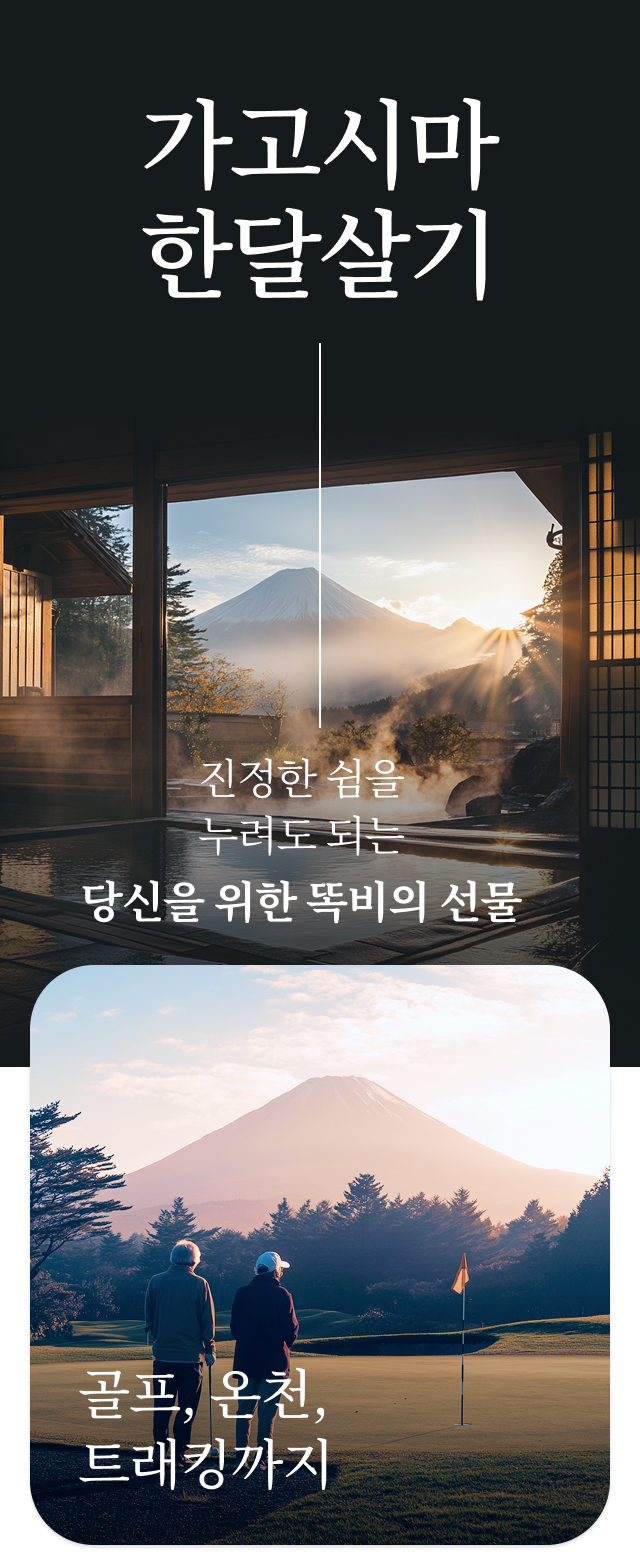 가고시마
한달살기
진정한 쉼을
누려도 되는
당신을 위한 똑비의 선물
골프, 온천,
트래킹까지